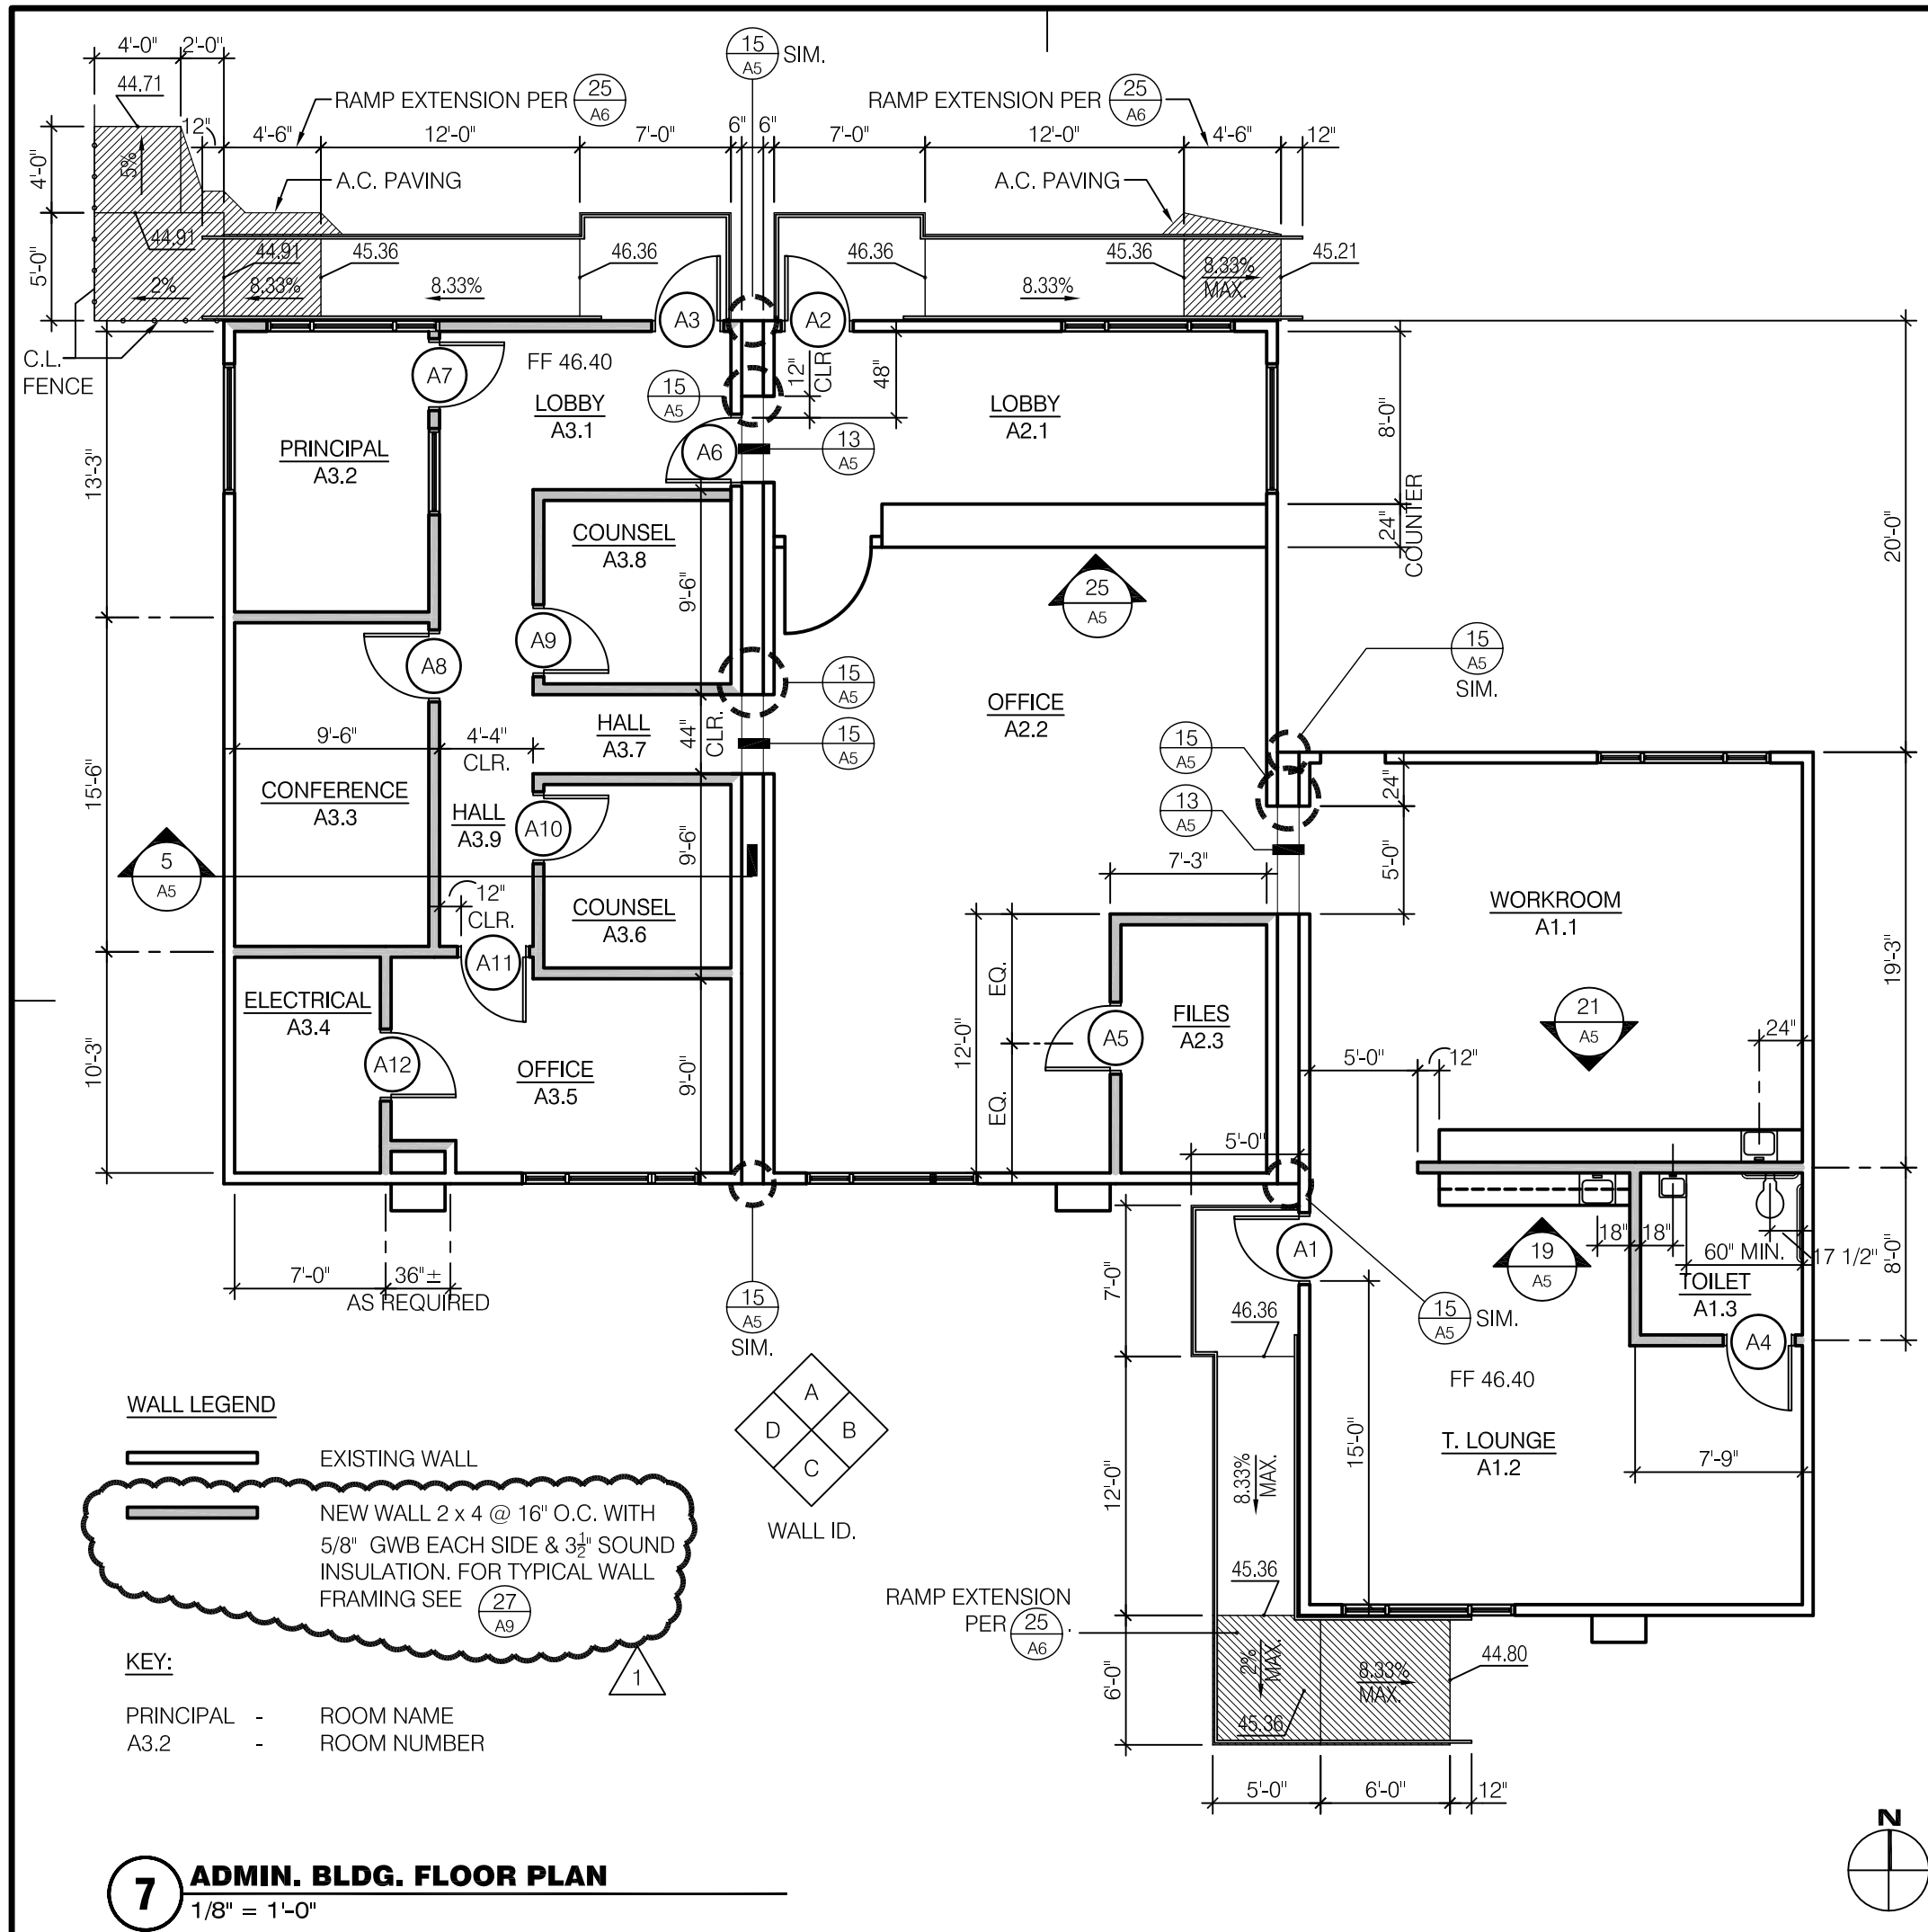 4'-0"
2'-0"
15
A5
SIM.
44.71
RAMP EXTENSION PER
25
A6
RAMP EXTENSION PER
25
A6
12"
4'-6"
12'-0"
7'-0"
6"
6"
7'-0"
12'-0"
4'-6"
12"
4'-0"
5%
A.C. PAVING
A.C. PAVING
44.91
44.91
45.36
46.36
46.36
45.36
45.21
5'-0"
2%
8.33%
8.33%
8.33%
8.33%
MAX.
C.L.
FENCE
A3
A2
A7
FF 46.40
12"
CLR
48"
15
A5
LOBBY
A3.1
LOBBY
A2.1
8'-0"
PRINCIPAL
A3.2
A6
13
A5
13'-3"
COUNSEL
A3.8
24"
COUNTER
20'-0"
9'-6"
25
A5
A9
A8
15
A5
SIM.
15
A5
OFFICE
A2.2
HALL
A3.7
44"
CLR.
15
A5
15
A5
9'-6"
4'-4"
CLR.
15'-6"
CONFERENCE
A3.3
HALL
A3.9
A10
24"
13
A5
9'-6"
5
A5
7'-3"
5'-0"
12"
CLR.
COUNSEL
A3.6
WORKROOM
A1.1
19'-3"
A11
EQ.
ELECTRICAL
A3.4
FILES
A2.3
21
A5
24"
10'-3"
A12
12'-0"
A5
5'-0"
12"
OFFICE
A3.5
9'-0"
EQ.
5'-0"
A1
18"
18"
19
A5
60" MIN.
17 1/2"
8'-0"
7'-0"
36"±
AS REQUIRED
7'-0"
TOILET
A1.3
15
A5
SIM.
46.36
15
A5
SIM.
A4
WALL LEGEND
A
D
B
C
FF 46.40
T. LOUNGE
A1.2
15'-0"
7'-9"
EXISTING WALL
8.33%
MAX.
12'-0"
NEW WALL 2 x 4 @ 16" O.C. WITH
5/8" GWB EACH SIDE & 3½" SOUND
INSULATION. FOR TYPICAL WALL
FRAMING SEE
27
A9
WALL ID.
45.36
RAMP EXTENSION
PER
25
A6
.
KEY:
1
2%
MAX.
8.33%
MAX.
44.80
6'-0"
45.36
PRINCIPAL - ROOM NAME
A3.2 - ROOM NUMBER
5'-0"
6'-0"
12"
N
7
ADMIN. BLDG. FLOOR PLAN
1/8" = 1'-0"